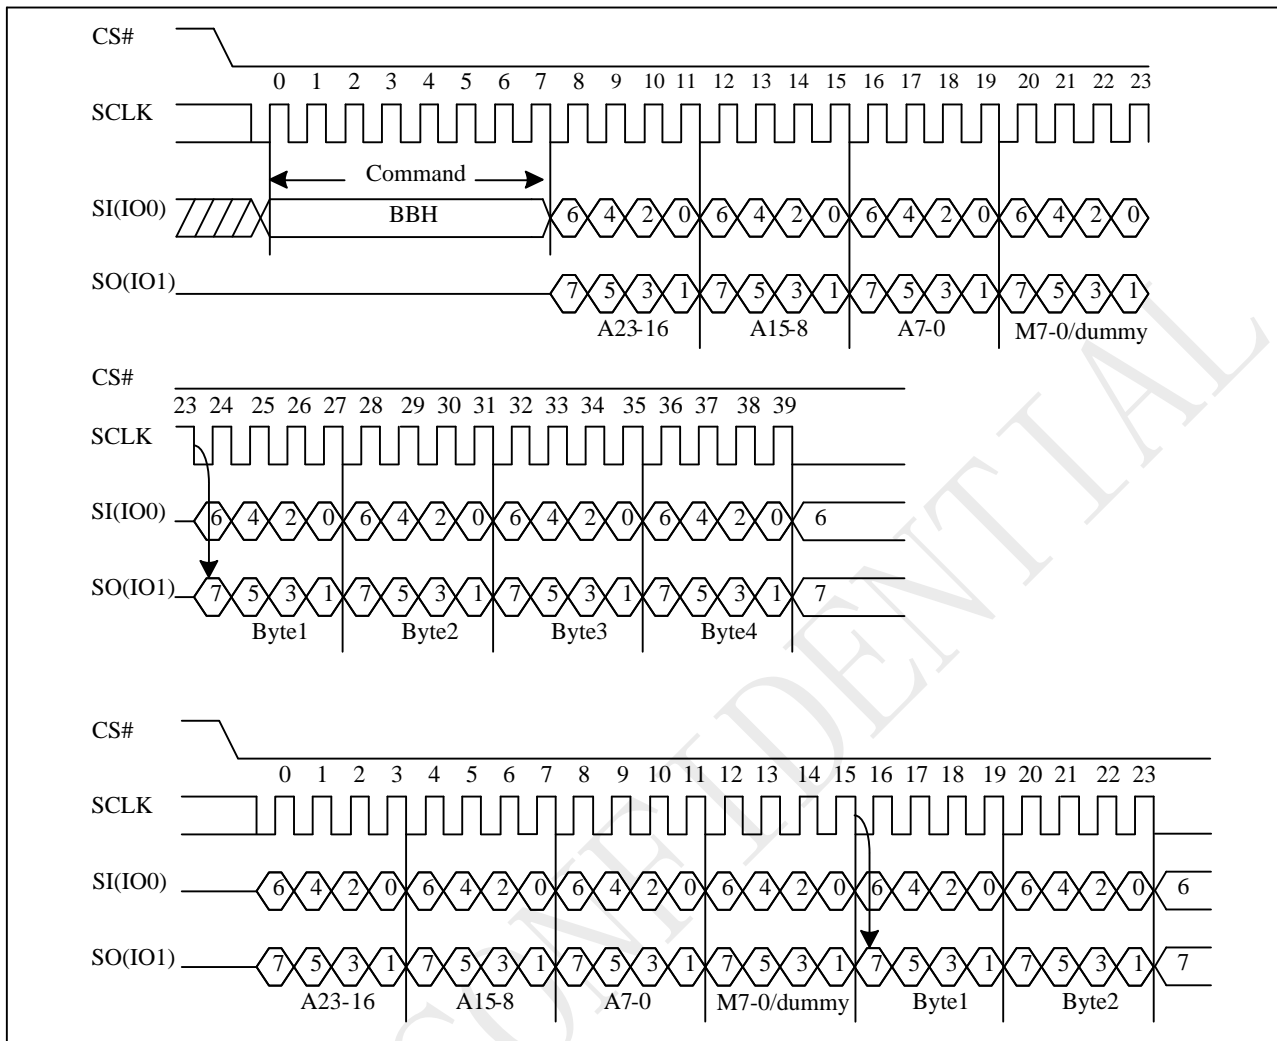 CS#
0 1 2 3 4 5 6 7 8 9 10 11 12 13 14 15 16 17 18 19 20 21 22 23
SCLK
Command
SI(IO0) BBH 6 4 2 0 6 4 2 0 6 4 2 0 6 4 2 0
SO(IO1) 7 5 3 1 7 5 3 1 7 5 3 1 7 5 3 1
A23-16 A15-8 A7-0 M7-0/dummy
CS#
23 24 25 26 27 28 29 30 31 32 33 34 35 36 37 38 39
SCLK
SI(IO0) 6 4 2 0 6 4 2 0 6 4 2 0 6 4 2 0 6
SO(IO1) 7 5 3 1 7 5 3 1 7 5 3 1 7 5 3 1 7
Byte1 Byte2 Byte3 Byte4
CS#
0 1 2 3 4 5 6 7 8 9 10 11 12 13 14 15 16 17 18 19 20 21 22 23
SCLK
SI(IO0) 6 4 2 0 6 4 2 0 6 4 2 0 6 4 2 0 6 4 2 0 6 4 2 0 6
SO(IO1) 7 5 3 1 7 5 3 1 7 5 3 1 7 5 3 1 7 5 3 1 7 5 3 1 7
A23-16 A15-8 A7-0 M7-0/dummy Byte1 Byte2
CONFIDENTIAL